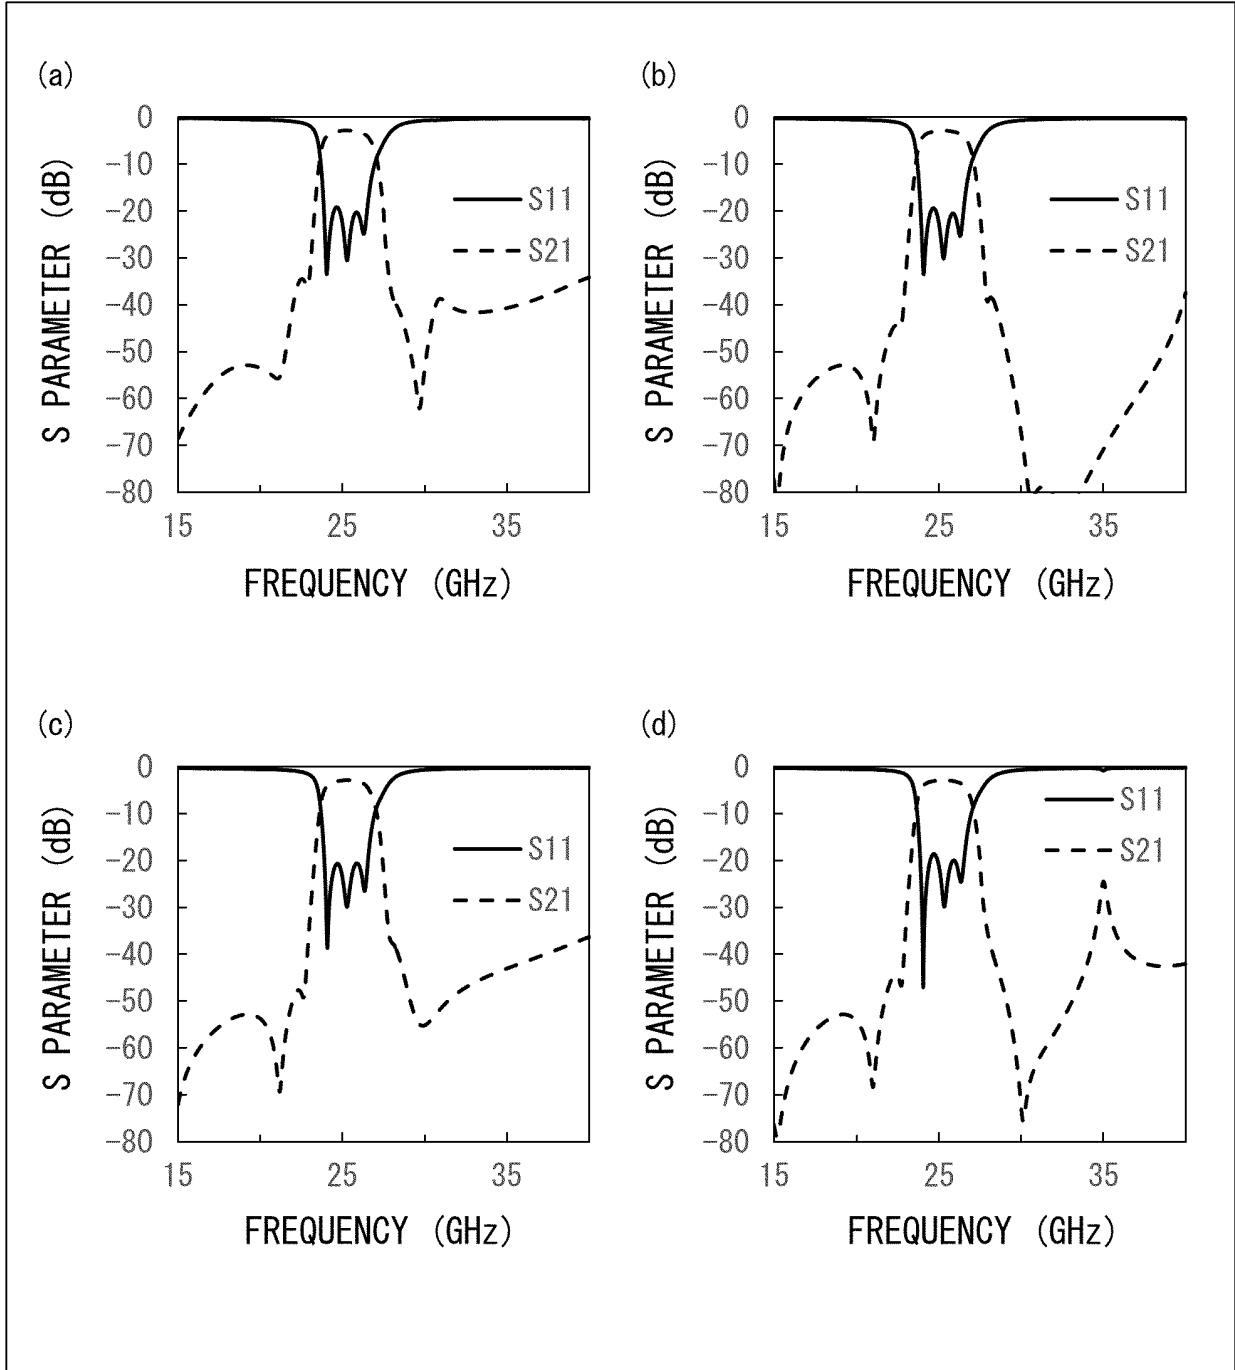 (a)
0
-10
-20
-30
-40
-50
-60
-70
-80
S PARAMETER (dB)
S11
S21
15 25 35
FREQUENCY (GHz)
(b)
0
-10
-20
-30
-40
-50
-60
-70
-80
S PARAMETER (dB)
S11
S21
15 25 35
FREQUENCY (GHz)
(c)
0
-10
-20
-30
-40
-50
-60
-70
-80
S PARAMETER (dB)
S11
S21
15 25 35
FREQUENCY (GHz)
(d)
0
-10
-20
-30
-40
-50
-60
-70
-80
S PARAMETER (dB)
S11
S21
15 25 35
FREQUENCY (GHz)